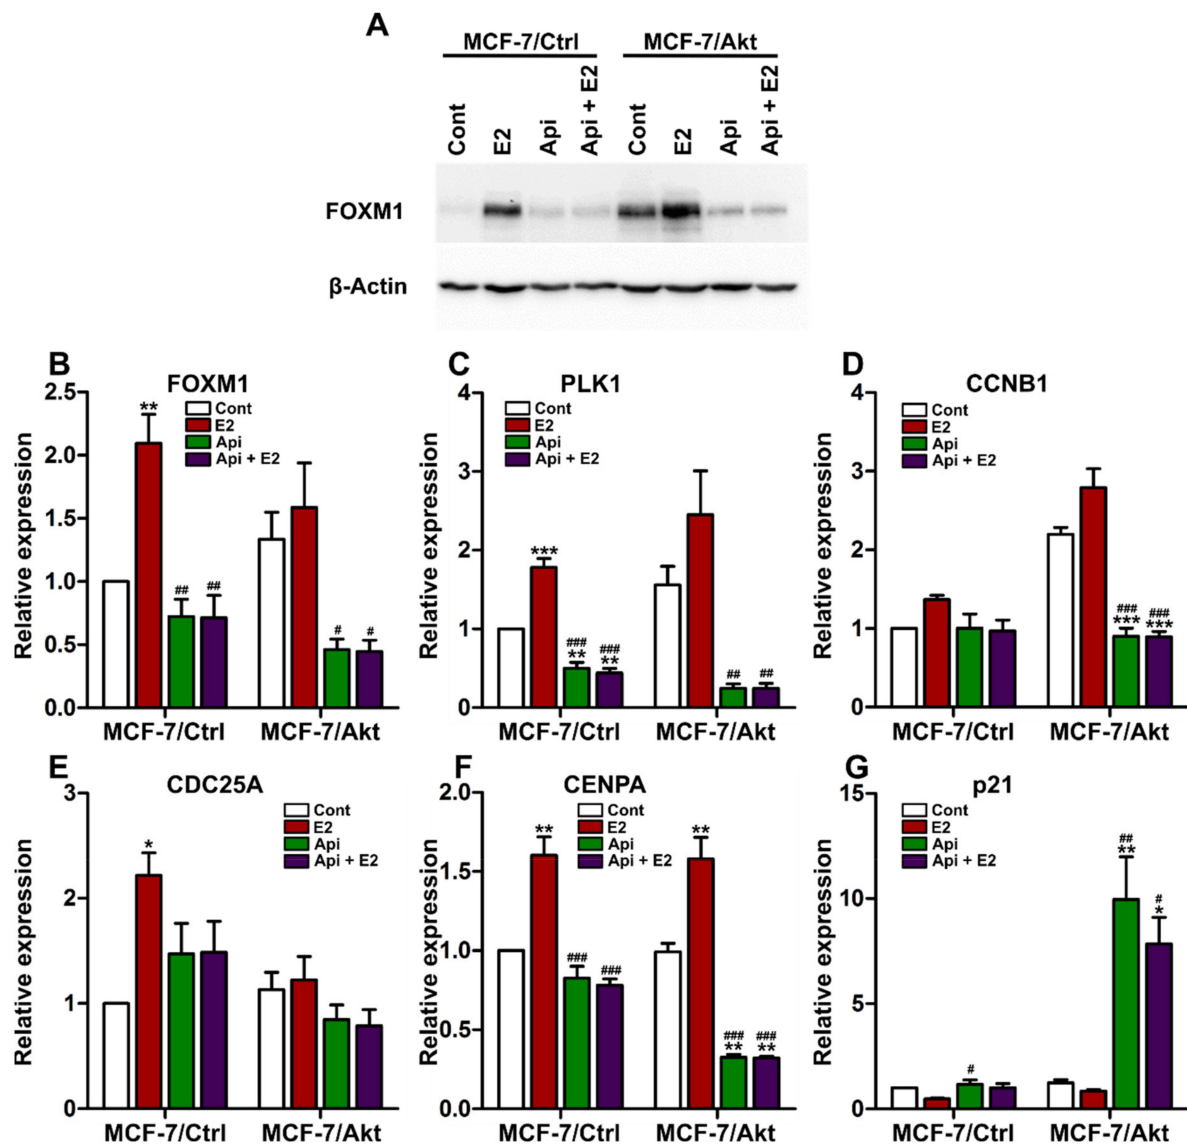 A
MCF-7/Ctrl MCF-7/Akt
Cont E2 Api Api + E2 Cont E2 Api Api + E2
FOXM1
β-Actin
B
FOXM1
Relative expression
2.5
2.0
1.5
1.0
0.5
0.0
**
## ##
# #
Cont
E2
Api
Api + E2
MCF-7/Ctrl MCF-7/Akt
C
PLK1
Relative expression
4
3
2
1
0
***
### ###
** **
## ##
Cont
E2
Api
Api + E2
MCF-7/Ctrl MCF-7/Akt
D
CCNB1
Relative expression
4
3
2
1
0
### ###
*** ***
Cont
E2
Api
Api + E2
MCF-7/Ctrl MCF-7/Akt
E
CDC25A
Relative expression
3
2
1
0
*
Cont
E2
Api
Api + E2
MCF-7/Ctrl MCF-7/Akt
F
CENPA
Relative expression
2.0
1.5
1.0
0.5
0.0
** **
### ###
### ###
** **
Cont
E2
Api
Api + E2
MCF-7/Ctrl MCF-7/Akt
G
p21
Relative expression
15
10
5
0
#
##
**
#
*
Cont
E2
Api
Api + E2
MCF-7/Ctrl MCF-7/Akt